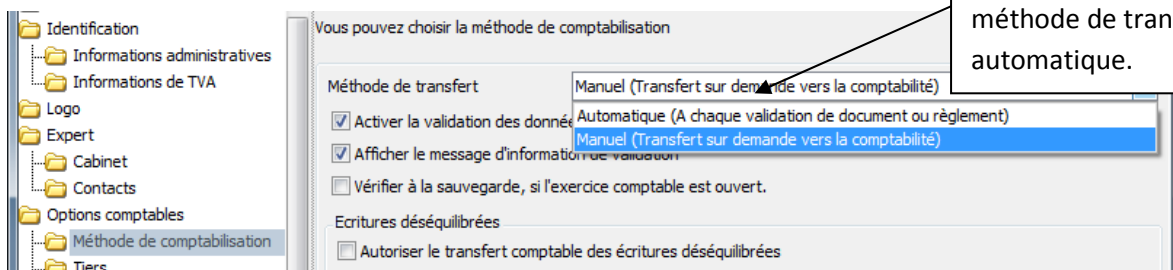 Identification
Informations administratives
Informations de TVA
Logo
Expert
Cabinet
Contacts
Options comptables
Méthode de comptabilisation
Tiers
Vous pouvez choisir la méthode de comptabilisation
méthode de tran
automatique.
Méthode de transfert
Manuel (Transfert sur demande vers la comptabilité)
Automatique (A chaque validation de document ou règlement)
Manuel (Transfert sur demande vers la comptabilité)
Activer la validation des donnée
Afficher le message d'information de validation
Vérifier à la sauvegarde, si l'exercice comptable est ouvert.
Ecritures déséquilibrées
Autoriser le transfert comptable des écritures déséquilibrées